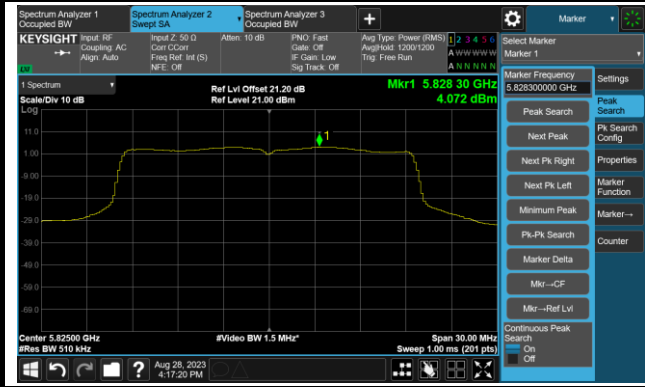 Spectrum Analyzer 1
Occupied BW
Spectrum Analyzer 2
Swept SA
Spectrum Analyzer 3
Occupied BW
+
Marker
KEYSIGHT
Input: RF
Coupling: AC
Align: Auto
Input Z: 50 Ω
Corr CCorr
Freq Ref: Int (S)
NFE: Off
Atten: 10 dB
PNO: Fast
Gate: Off
IF Gain: Low
Sig Track: Off
Avg Type: Power (RMS)
Avg|Hold: 1200/1200
Trig: Free Run
1 2 3 4 5 6
A W W W W W
A N N N N N
Select Marker
Marker 1
1 Spectrum
Scale/Div 10 dB
Log
Ref Lvl Offset 21.20 dB
Ref Level 21.00 dBm
Mkr1 5.828 30 GHz
4.072 dBm
1
11.0
1.00
-9.00
-19.0
-29.0
-39.0
-49.0
-59.0
-69.0
Center 5.82500 GHz
#Res BW 510 kHz
#Video BW 1.5 MHz*
Span 30.00 MHz
Sweep 1.00 ms (201 pts)
Marker Frequency
5.828300000 GHz
Peak Search
Next Peak
Next Pk Right
Next Pk Left
Minimum Peak
Pk-Pk Search
Marker Delta
Mkr→CF
Mkr→Ref Lvl
Continuous Peak
Search
On
Off
Settings
Peak
Search
Pk Search
Config
Properties
Marker
Function
Marker→
Counter
?
Aug 28, 2023
4:17:20 PM